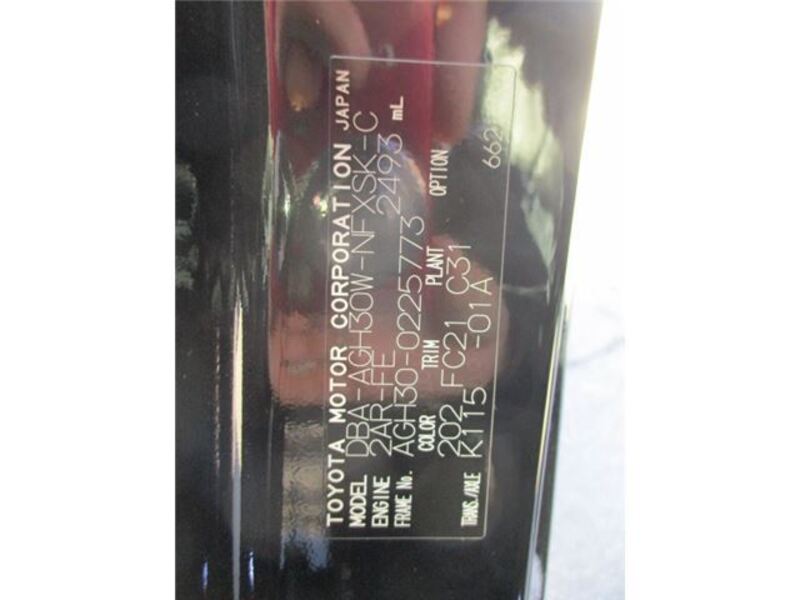 TOYOTA MOTOR CORPORATION JAPAN
MODEL DBA-AGH30W-NFXSK-C
ENGINE 2AR-FE 2493 mL
FRAME No. AGH30-0225773
COLOR TRIM PLANT OPTION
202 FC21 C31
TRANS./AXLE K115 -01A 662